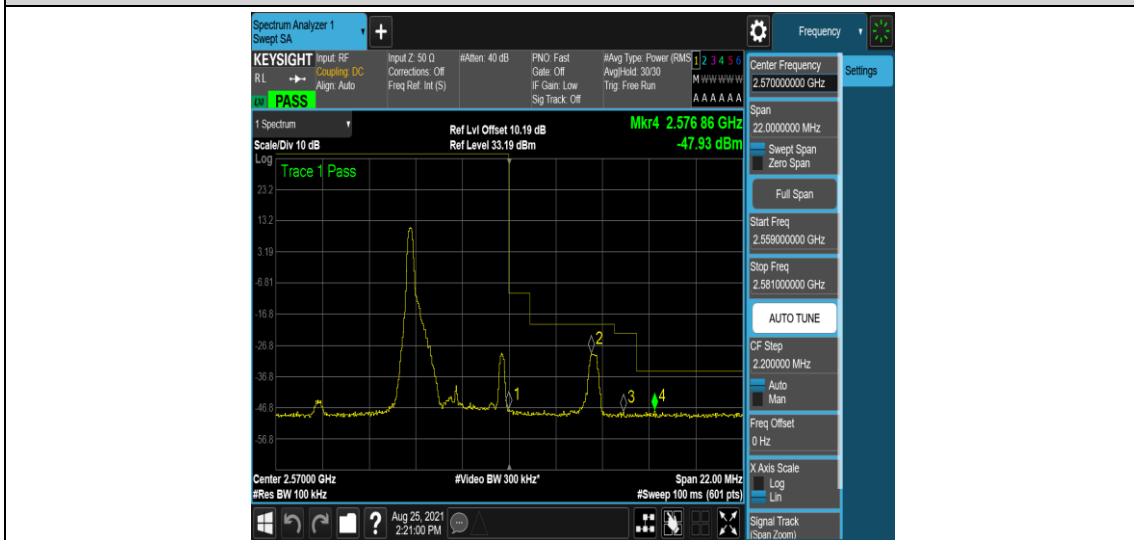 Spectrum Analyzer 1
Swept SA
+
Frequency
KEYSIGHT
RL
LXI PASS
Input: RF
Coupling: DC
Align: Auto
Input Z: 50 Ω
Corrections: Off
Freq Ref: Int (S)
#Atten: 40 dB
PNO: Fast
Gate: Off
IF Gain: Low
Sig Track: Off
#Avg Type: Power (RMS
Avg|Hold: 30/30
Trig: Free Run
1 2 3 4 5 6
M W W W W W
A A A A A A
1 Spectrum
Scale/Div 10 dB
Ref Lvl Offset 10.19 dB
Ref Level 33.19 dBm
Mkr4 2.576 86 GHz
-47.93 dBm
Log
Trace 1 Pass
23.2
13.2
3.19
-6.81
-16.8
-26.8
-36.8
-46.8
-56.8
1
2
3
4
Center 2.57000 GHz
#Res BW 100 kHz
#Video BW 300 kHz*
Span 22.00 MHz
#Sweep 100 ms (601 pts)
?
Aug 25, 2021
2:21:00 PM
Center Frequency
2.570000000 GHz
Settings
Span
22.0000000 MHz
Swept Span
Zero Span
Full Span
Start Freq
2.559000000 GHz
Stop Freq
2.581000000 GHz
AUTO TUNE
CF Step
2.200000 MHz
Auto
Man
Freq Offset
0 Hz
X Axis Scale
Log
Lin
Signal Track
(Span Zoom)